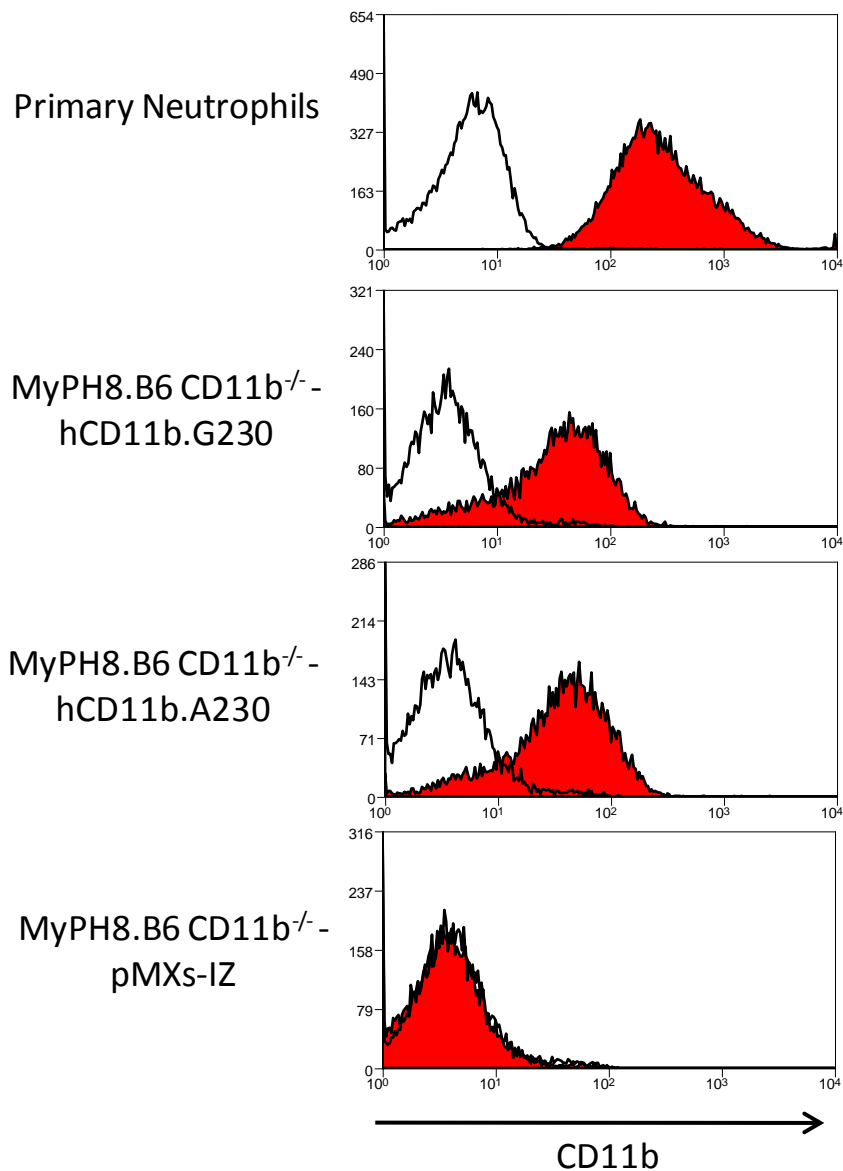 Primary Neutrophils
654
490
327
163
0
10⁰ 10¹ 10² 10³ 10⁴
MyPH8.B6 CD11b⁻/⁻ -
hCD11b.G230
321
240
160
80
0
10⁰ 10¹ 10² 10³ 10⁴
MyPH8.B6 CD11b⁻/⁻ -
hCD11b.A230
286
214
143
71
0
10⁰ 10¹ 10² 10³ 10⁴
MyPH8.B6 CD11b⁻/⁻ -
pMXs-IZ
316
237
158
79
0
10⁰ 10¹ 10² 10³ 10⁴
CD11b